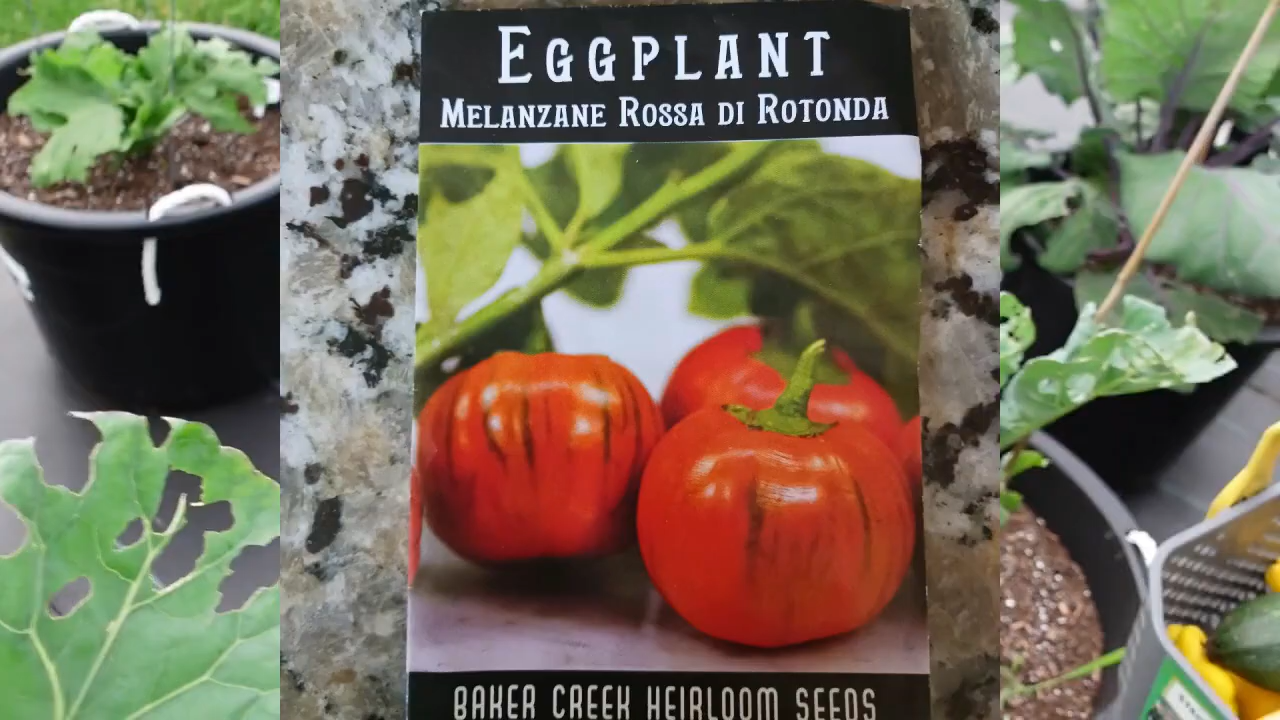 EGGPLANT
MELANZANE ROSSA DI ROTONDA
BAKER CREEK HEIRLOOM SEEDS